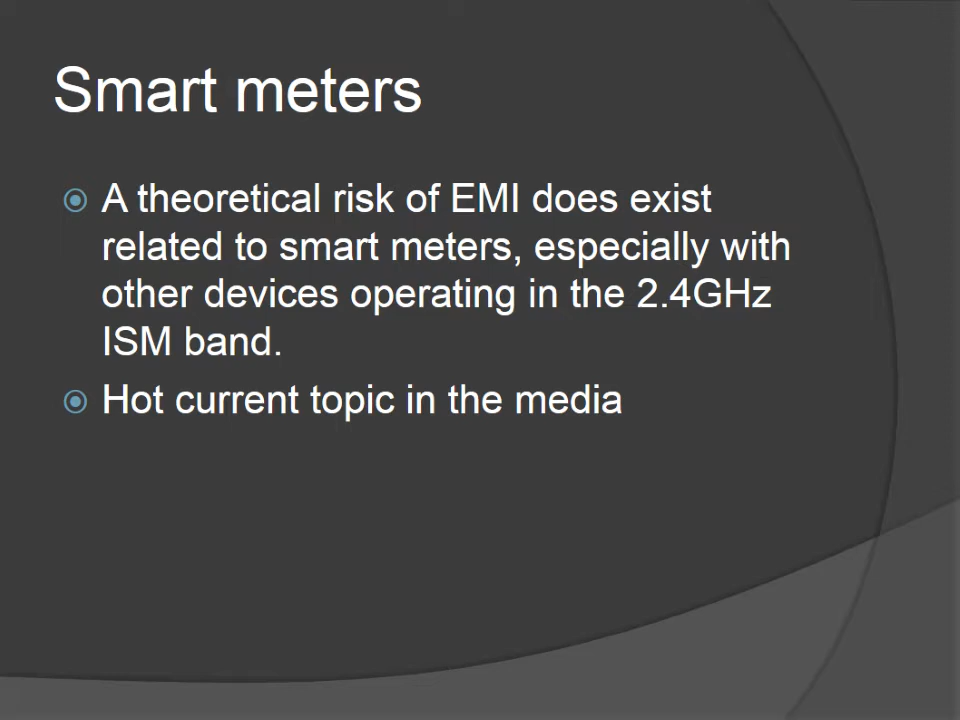 Smart meters
A theoretical risk of EMI does exist
related to smart meters, especially with
other devices operating in the 2.4GHz
ISM band.
Hot current topic in the media